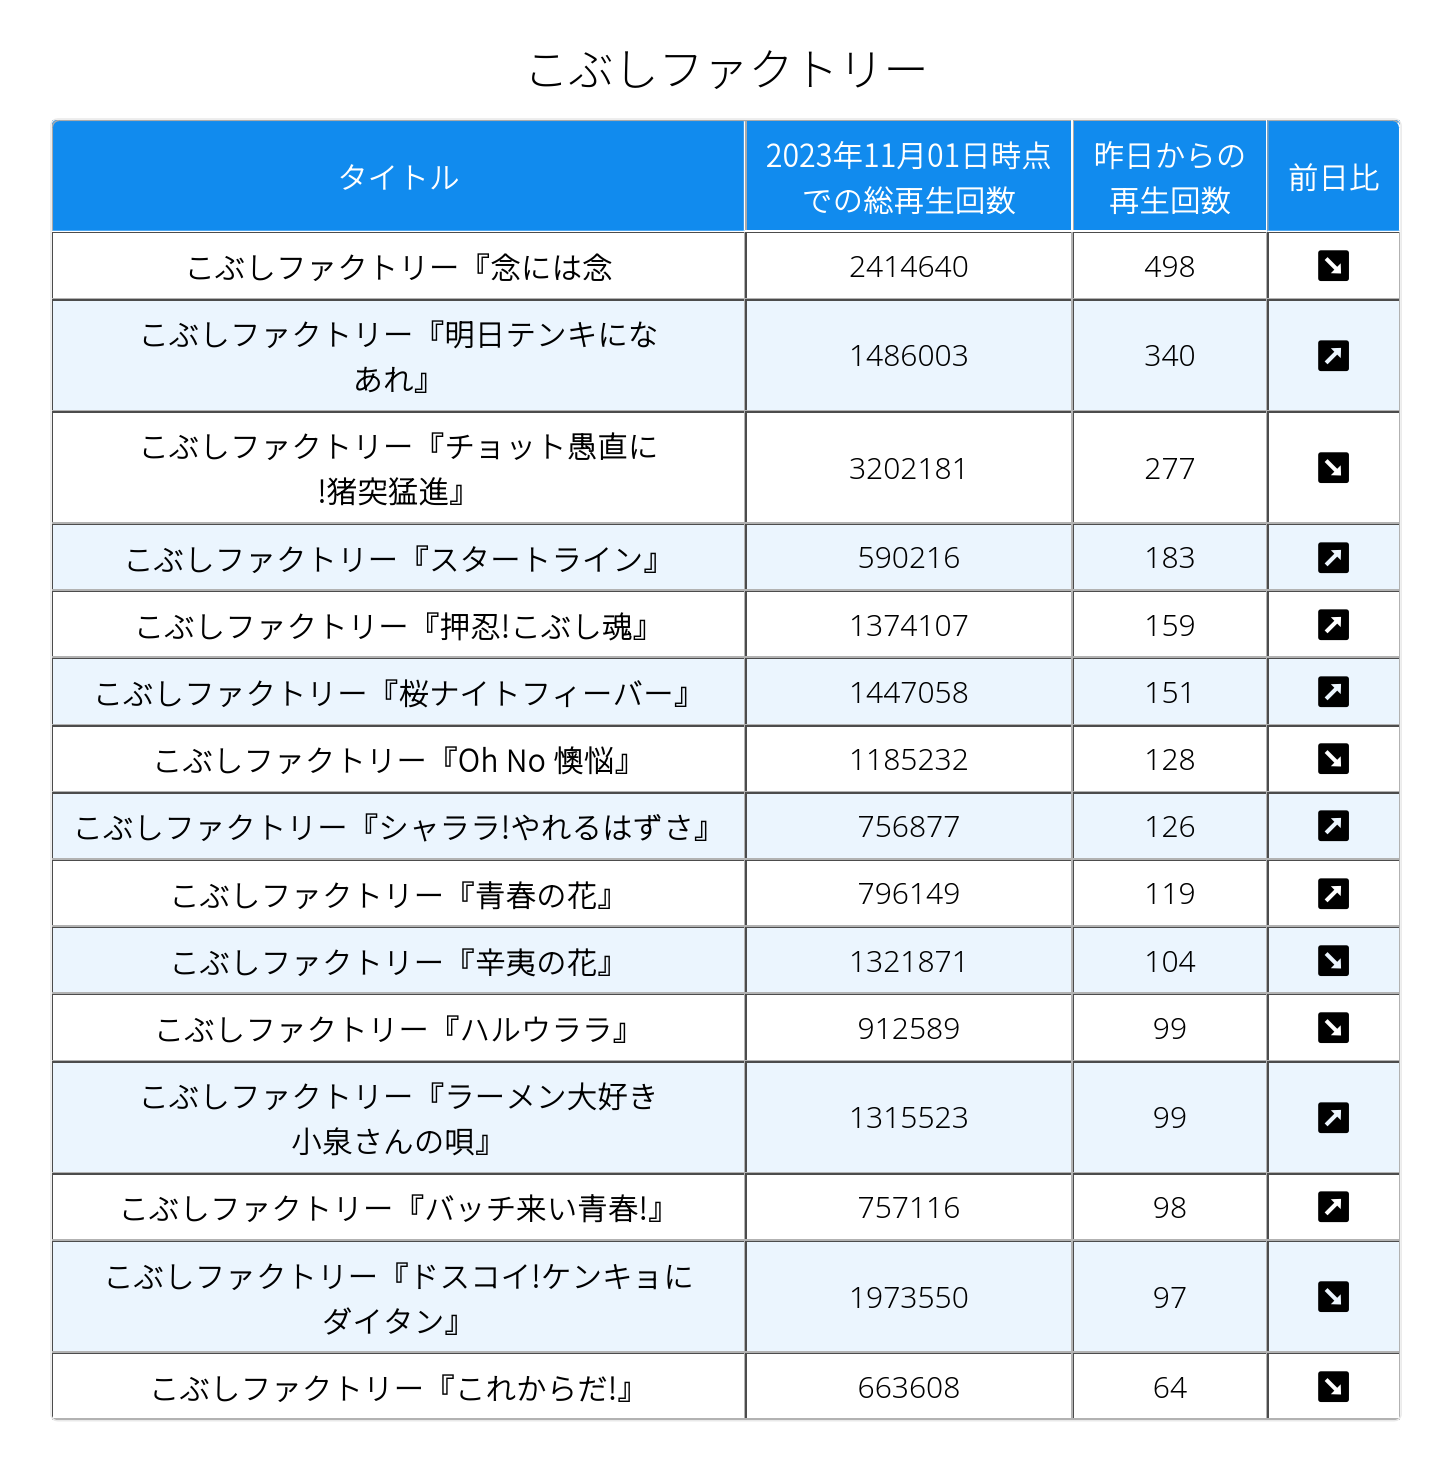 こぶしファクトリー
タイトル
2023年11月01日時点
での総再生回数
昨日からの
再生回数
前日比
こぶしファクトリー『念には念
2414640
498
こぶしファクトリー『明日テンキにな
あれ』
1486003
340
こぶしファクトリー『チョット愚直に
!猪突猛進』
3202181
277
こぶしファクトリー『スタートライン』
590216
183
こぶしファクトリー『押忍!こぶし魂』
1374107
159
こぶしファクトリー『桜ナイトフィーバー』
1447058
151
こぶしファクトリー『Oh No 懊悩』
1185232
128
こぶしファクトリー『シャララ!やれるはずさ』
756877
126
こぶしファクトリー『青春の花』
796149
119
こぶしファクトリー『辛夷の花』
1321871
104
こぶしファクトリー『ハルウララ』
912589
99
こぶしファクトリー『ラーメン大好き
小泉さんの唄』
1315523
99
こぶしファクトリー『バッチ来い青春!』
757116
98
こぶしファクトリー『ドスコイ!ケンキョに
ダイタン』
1973550
97
こぶしファクトリー『これからだ!』
663608
64